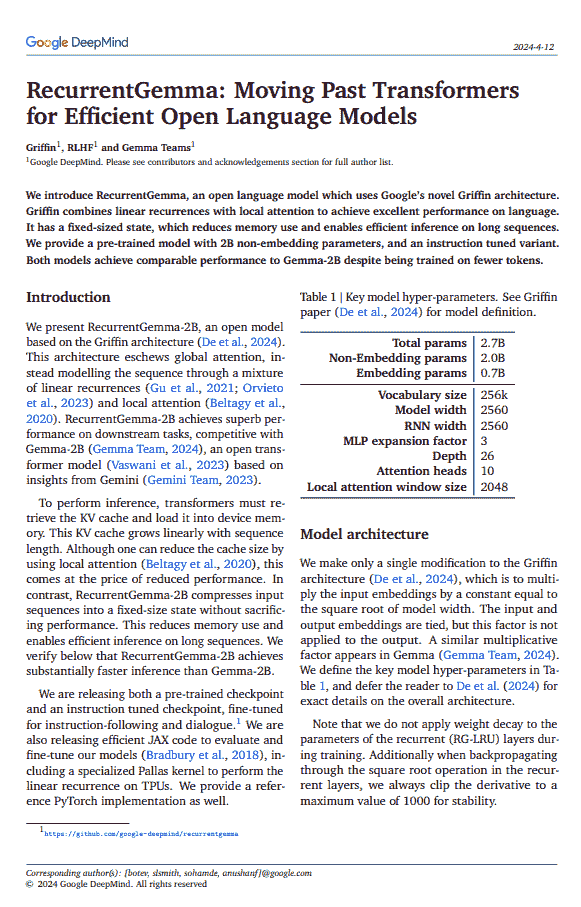 Google DeepMind
2024-4-12
RecurrentGemma: Moving Past Transformers
for Efficient Open Language Models
Griffin1, RLHF1 and Gemma Teams1
1Google DeepMind. Please see contributors and acknowledgements section for full author list.
We introduce RecurrentGemma, an open language model which uses Google's novel Griffin architecture.
Griffin combines linear recurrences with local attention to achieve excellent performance on language.
It has a fixed-sized state, which reduces memory use and enables efficient inference on long sequences.
We provide a pre-trained model with 2B non-embedding parameters, and an instruction tuned variant.
Both models achieve comparable performance to Gemma-2B despite being trained on fewer tokens.
Introduction
We present RecurrentGemma-2B, an open model
based on the Griffin architecture (De et al., 2024).
This architecture eschews global attention, in-
stead modelling the sequence through a mixture
of linear recurrences (Gu et al., 2021; Orvieto
et al., 2023) and local attention (Beltagy et al.,
2020). RecurrentGemma-2B achieves superb per-
formance on downstream tasks, competitive with
Gemma-2B (Gemma Team, 2024), an open trans-
former model (Vaswani et al., 2023) based on
insights from Gemini (Gemini Team, 2023).
To perform inference, transformers must re-
trieve the KV cache and load it into device mem-
ory. This KV cache grows linearly with sequence
length. Although one can reduce the cache size by
using local attention (Beltagy et al., 2020), this
comes at the price of reduced performance. In
contrast, RecurrentGemma-2B compresses input
sequences into a fixed-size state without sacrific-
ing performance. This reduces memory use and
enables efficient inference on long sequences. We
verify below that RecurrentGemma-2B achieves
substantially faster inference than Gemma-2B.
We are releasing both a pre-trained checkpoint
and an instruction tuned checkpoint, fine-tuned
for instruction-following and dialogue.1 We are
also releasing efficient JAX code to evaluate and
fine-tune our models (Bradbury et al., 2018), in-
cluding a specialized Pallas kernel to perform the
linear recurrence on TPUs. We provide a refer-
ence PyTorch implementation as well.
1https://github.com/google-deepmind/recurrentgemma
Table 1 | Key model hyper-parameters. See Griffin
paper (De et al., 2024) for model definition.
Total params 2.7B
Non-Embedding params 2.0B
Embedding params 0.7B
Vocabulary size 256k
Model width 2560
RNN width 2560
MLP expansion factor 3
Depth 26
Attention heads 10
Local attention window size 2048
Model architecture
We make only a single modification to the Griffin
architecture (De et al., 2024), which is to multi-
ply the input embeddings by a constant equal to
the square root of model width. The input and
output embeddings are tied, but this factor is not
applied to the output. A similar multiplicative
factor appears in Gemma (Gemma Team, 2024).
We define the key model hyper-parameters in Ta-
ble 1, and defer the reader to De et al. (2024) for
exact details on the overall architecture.
Note that we do not apply weight decay to the
parameters of the recurrent (RG-LRU) layers dur-
ing training. Additionally when backpropagating
through the square root operation in the recur-
rent layers, we always clip the derivative to a
maximum value of 1000 for stability.
Corresponding author(s): {botev, slsmith, sohamde, anushanf}@google.com
© 2024 Google DeepMind. All rights reserved